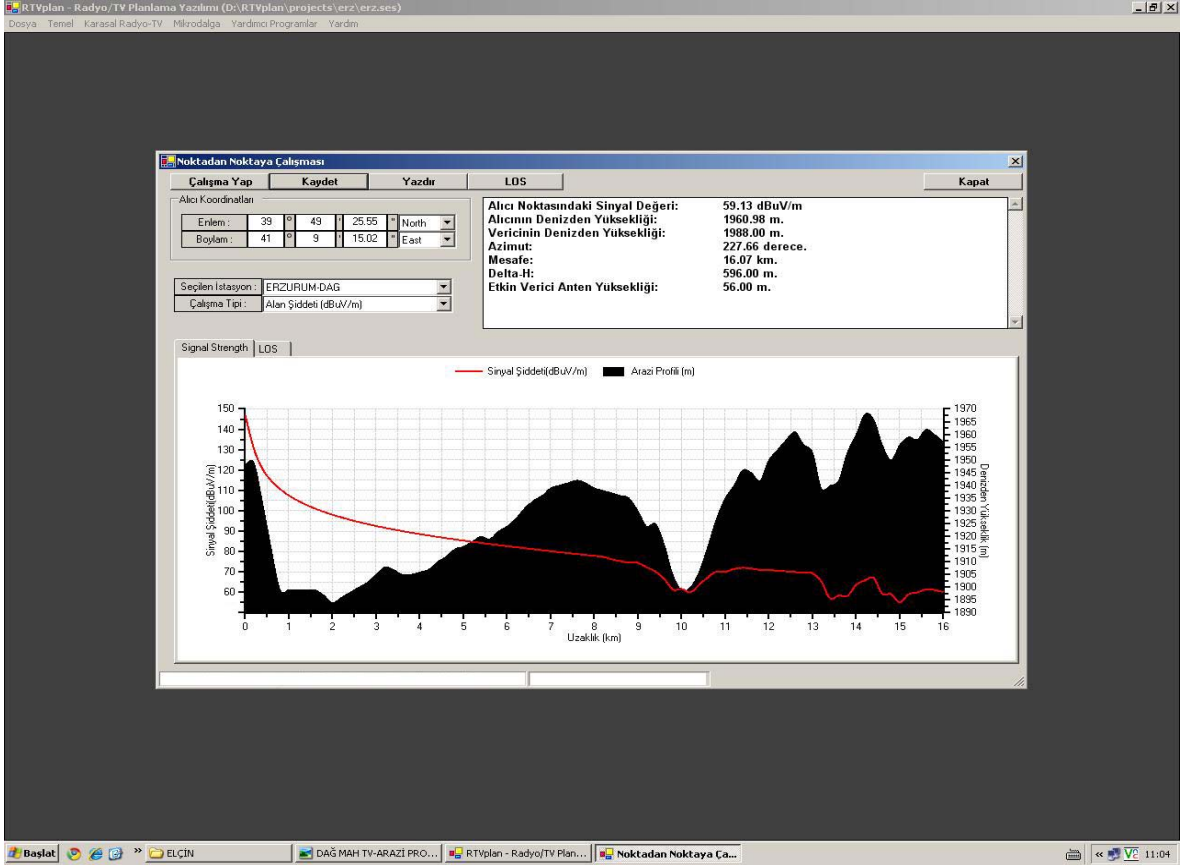 RTVplan - Radyo/TV Planlama Yazılımı (D:\RTVplan\projects\erz\erz.ses)
Dosya Temel Karasal Radyo-TV Mikrodalga Yardımcı Programlar Yardım
Noktadan Noktaya Çalışması
Çalışma Yap Kaydet Yazdır LOS Kapat
Alıcı Koordinatları
Enlem : 39 ° 49 ' 25.55 " North
Boylam : 41 ° 9 ' 15.02 " East
Seçilen İstasyon : ERZURUM-DAG
Çalışma Tipi : Alan Şiddeti (dBuV/m)
Alıcı Noktasındaki Sinyal Değeri: 59.13 dBuV/m
Alıcının Denizden Yüksekliği: 1960.98 m.
Vericinin Denizden Yüksekliği: 1988.00 m.
Azimut: 227.66 derece.
Mesafe: 16.07 km.
Delta-H: 596.00 m.
Etkin Verici Anten Yüksekliği: 56.00 m.
Signal Strength LOS
Sinyal Şiddeti(dBuV/m) Arazi Profili (m)
150
140
130
120
110
100
90
80
70
60
Sinyal Şiddeti(dBuV/m)
1970
1965
1960
1955
1950
1945
1940
1935
1930
1925
1920
1915
1910
1905
1900
1895
1890
Denizden Yükseklik (m)
0 1 2 3 4 5 6 7 8 9 10 11 12 13 14 15 16
Uzaklık (km)
Başlat » ELÇİN DAĞ MAH TV-ARAZİ PRO... RTVplan - Radyo/TV Plan... Noktadan Noktaya Ça... « 11:04